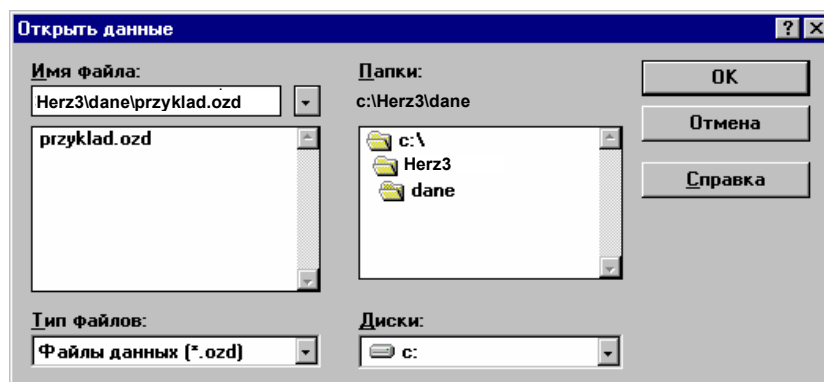 Открыть данные
Имя файла:
Herz3\dane\przyklad.ozd
przyklad.ozd
Тип файлов:
Файлы данных (*.ozd)
Папки:
c:\Herz3\dane
c:\
Herz3
dane
Диски:
c:
OK
Отмена
Справка